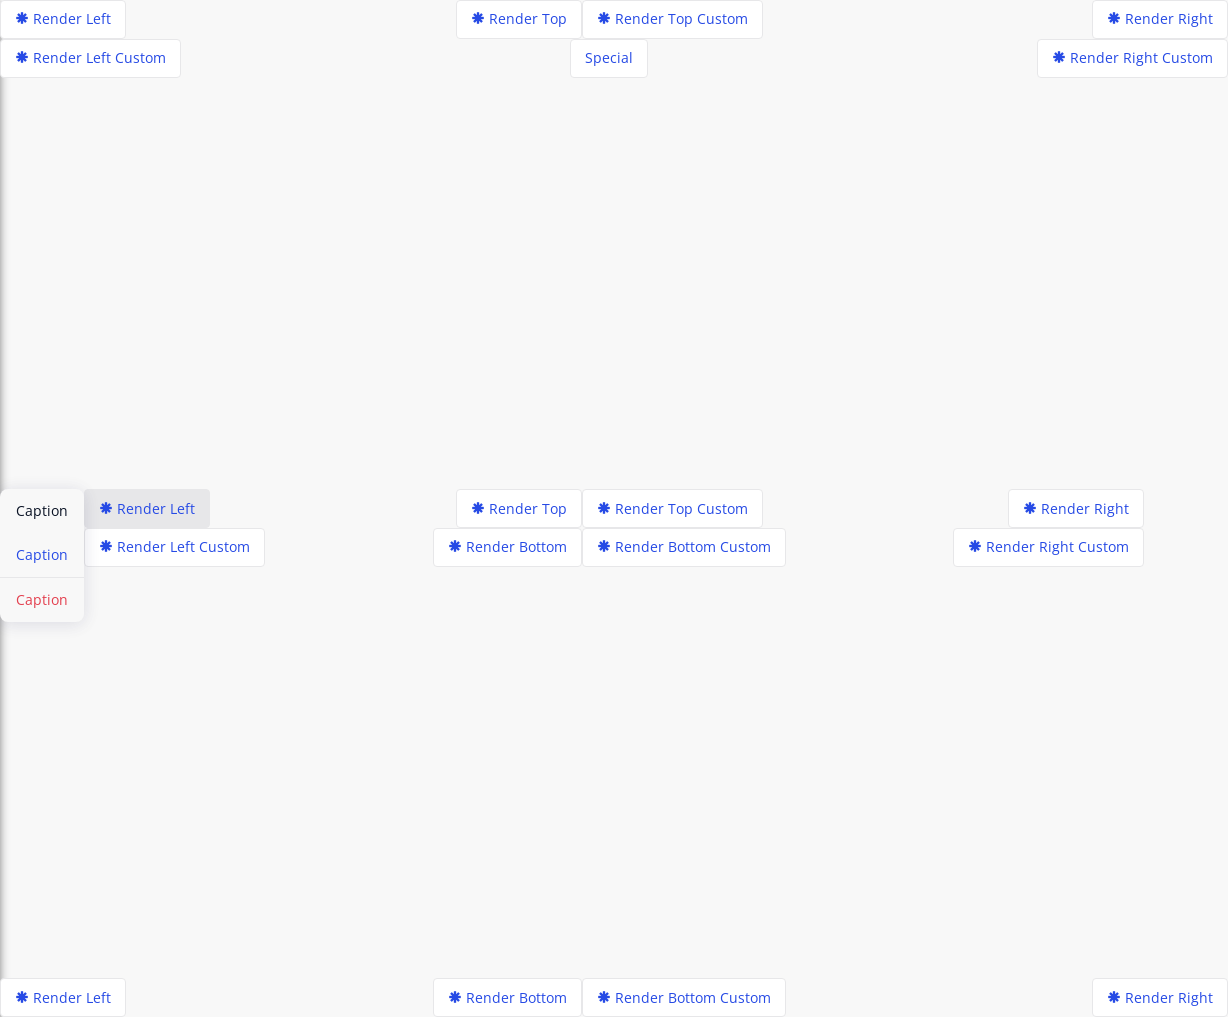 Render Left
Render Top
Render Top Custom
Render Right
Render Left Custom
Special
Render Right Custom
Caption
Caption
Caption
Render Left
Render Top
Render Top Custom
Render Right
Render Left Custom
Render Bottom
Render Bottom Custom
Render Right Custom
Render Left
Render Bottom
Render Bottom Custom
Render Right